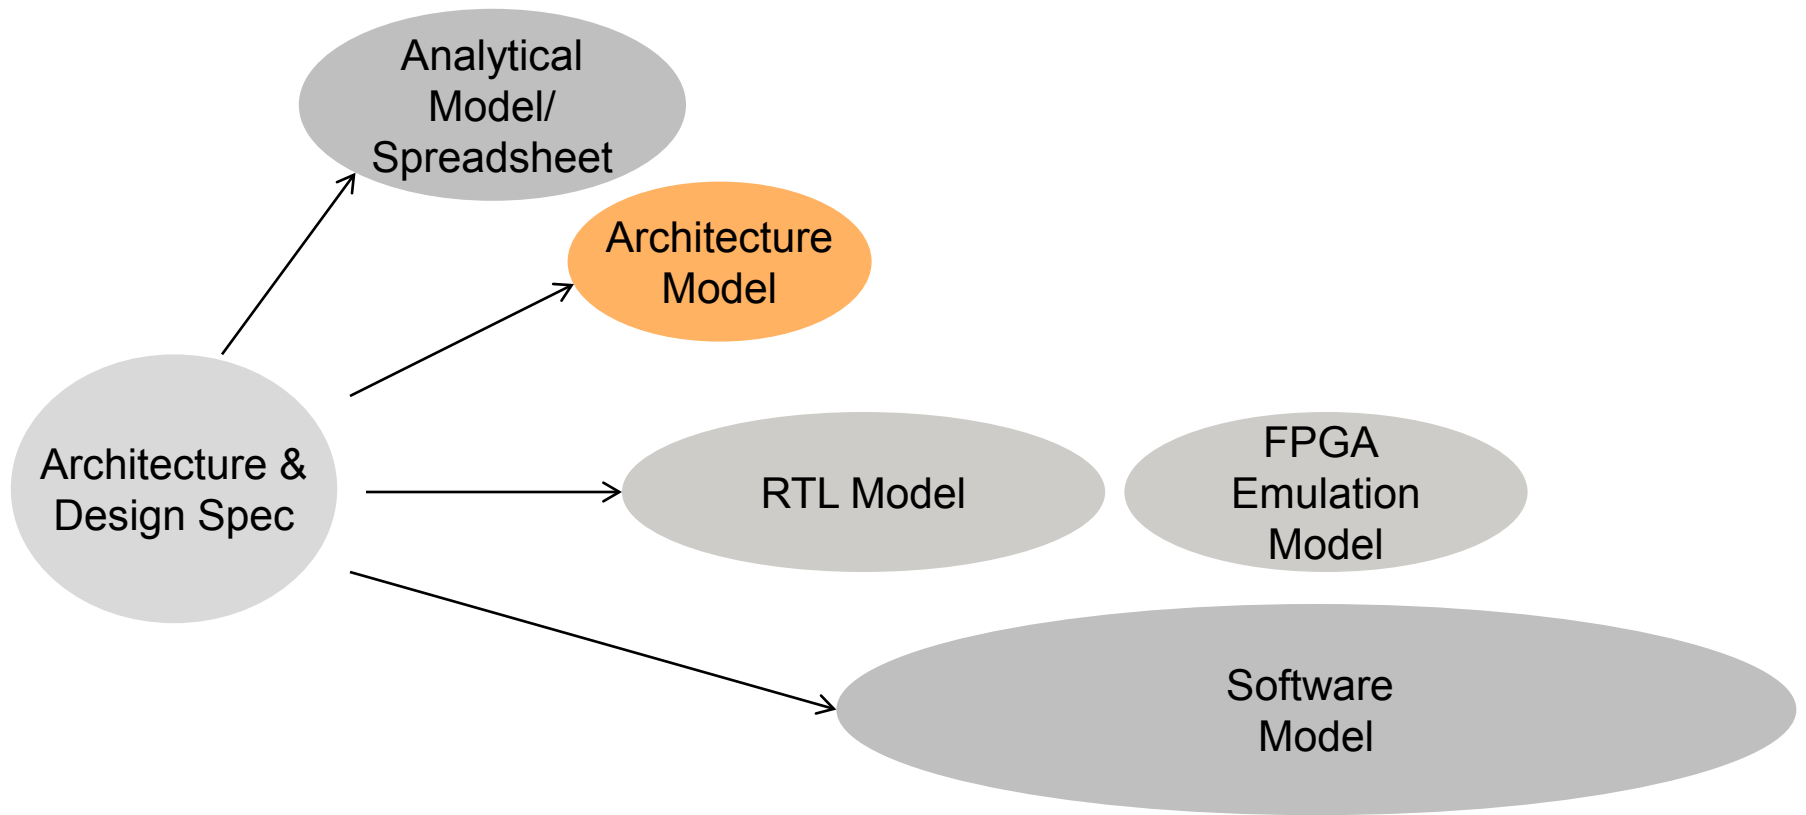 Analytical
Model/
Spreadsheet
Architecture
Model
Architecture &
Design Spec
RTL Model
FPGA
Emulation
Model
Software
Model